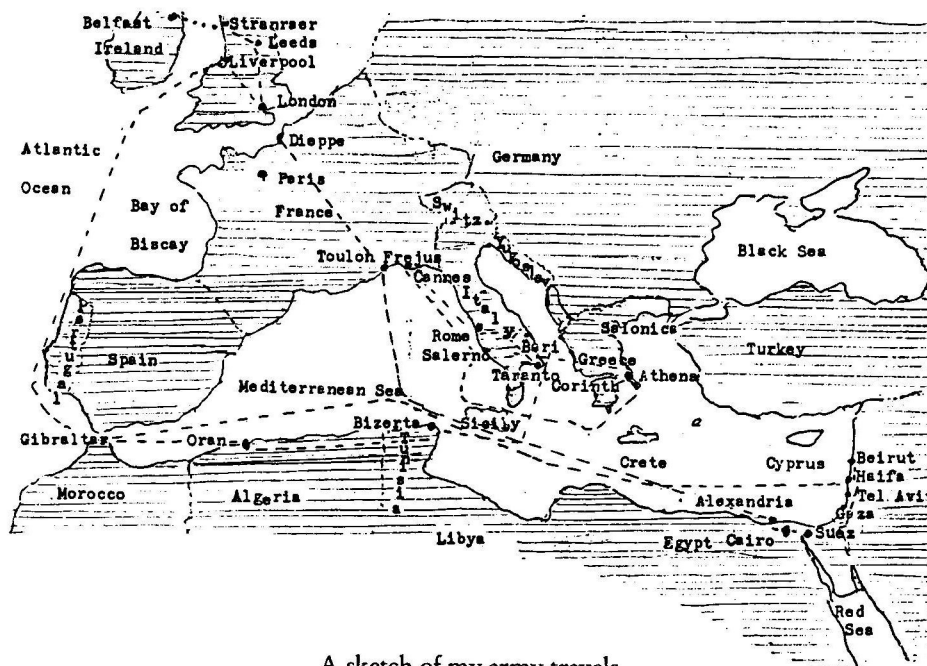 Belfast
Stranraer
Ireland
Leeds
Liverpool
London
Dieppe
Atlantic
Ocean
Germany
Paris
Bay of
Biscay
France
Switz.
Black Sea
Toulon Frejus
Cannes
Italy
Portugal
Spain
Rome
Bari
Salerno
Selonica
Greece
Turkey
Taranto
Corinth
Athens
Mediterranean Sea
Gibraltar
Oran
Bizerta
Sicily
Tunisia
Crete
Cyprus
Beirut
Haifa
Tel Aviv
Morocco
Algeria
Alexandria
Gaza
Libya
Egypt
Cairo
Suez
Red
Sea
A sketch of my army travels